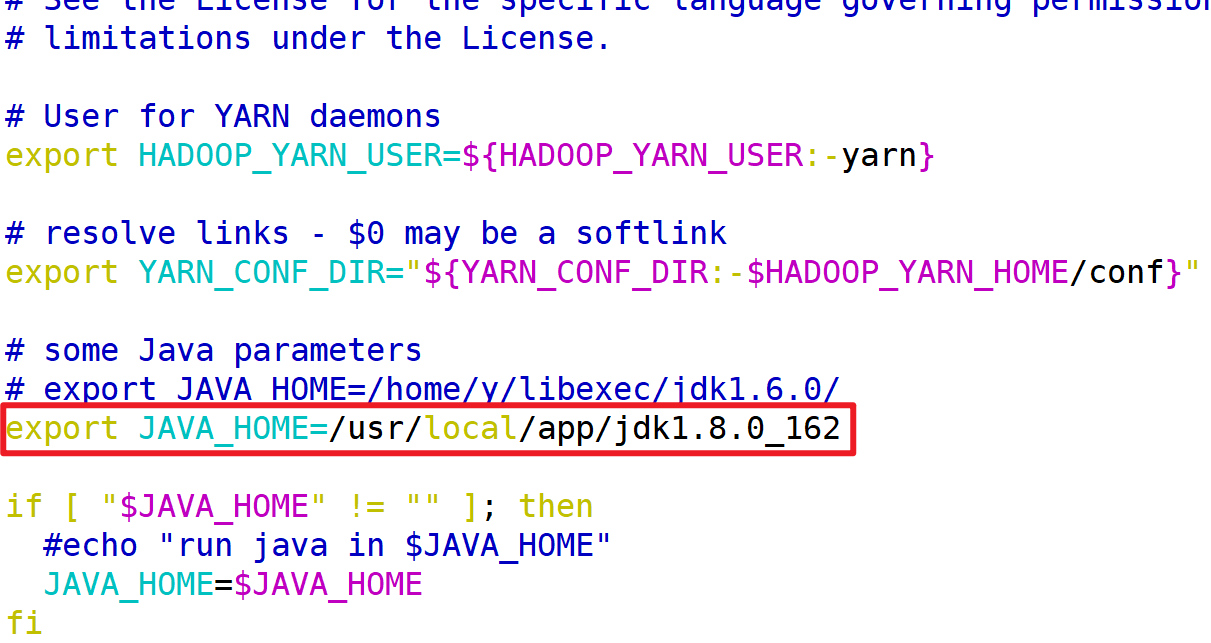 # See the License for the specific language governing permission
# limitations under the License.
# User for YARN daemons
export HADOOP_YARN_USER=${HADOOP_YARN_USER:-yarn}
# resolve links - $0 may be a softlink
export YARN_CONF_DIR="${YARN_CONF_DIR:-$HADOOP_YARN_HOME/conf}"
# some Java parameters
# export JAVA_HOME=/home/y/libexec/jdk1.6.0/
export JAVA_HOME=/usr/local/app/jdk1.8.0_162
if [ "$JAVA_HOME" != "" ]; then
  #echo "run java in $JAVA_HOME"
  JAVA_HOME=$JAVA_HOME
fi